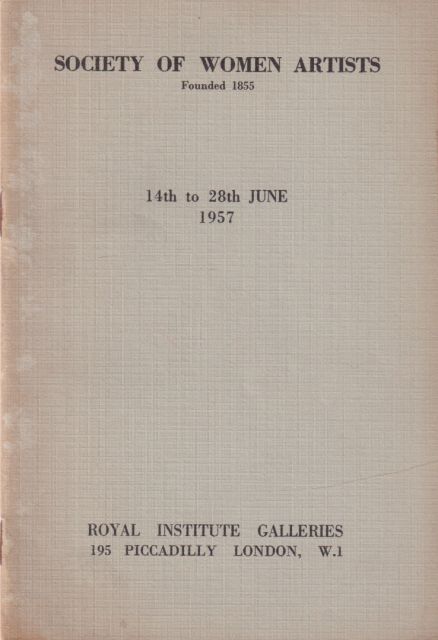 SOCIETY OF WOMEN ARTISTS
Founded 1855
14th to 28th JUNE
1957
ROYAL INSTITUTE GALLERIES
195 PICCADILLY LONDON, W.1